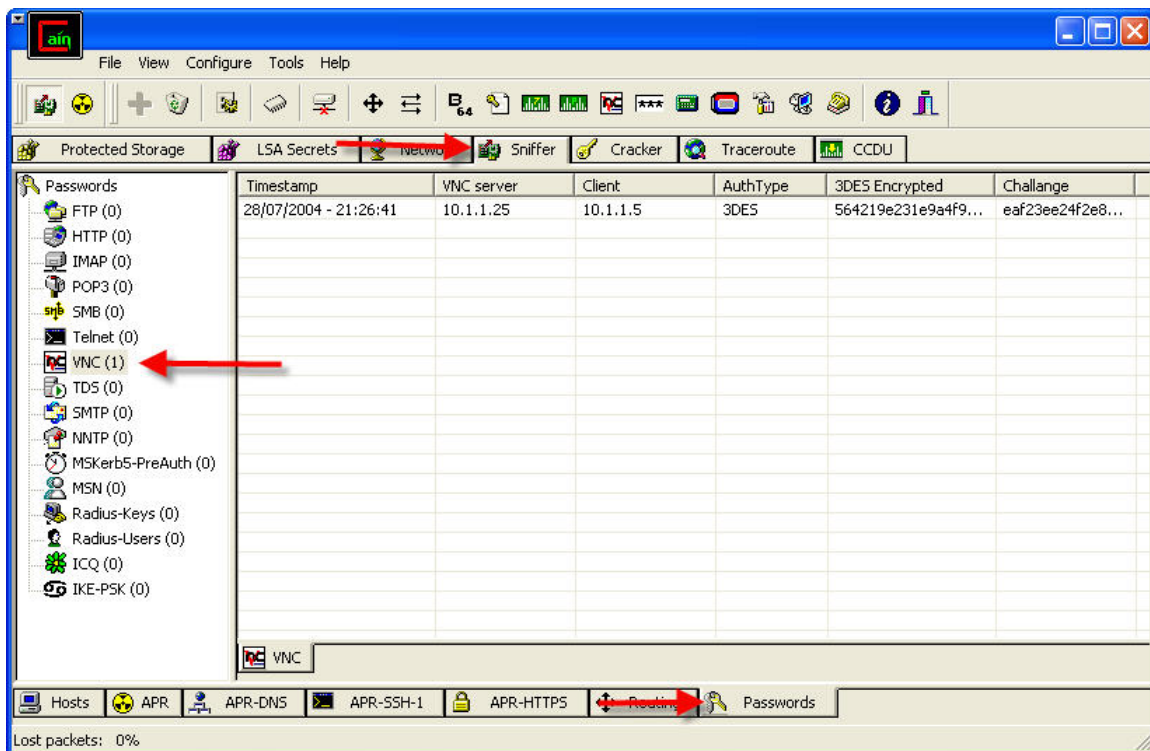 Cain
File View Configure Tools Help
B64
***
Protected Storage LSA Secrets Sniffer Cracker Traceroute CCDU
Passwords
Timestamp VNC server Client AuthType 3DES Encrypted Challange
FTP (0)
28/07/2004 - 21:26:41 10.1.1.25 10.1.1.5 3DES 564219e231e9a4f9... eaf23ee24f2e8...
HTTP (0)
IMAP (0)
POP3 (0)
SMB (0)
Telnet (0)
VNC (1)
TDS (0)
SMTP (0)
NNTP (0)
MSKerb5-PreAuth (0)
MSN (0)
Radius-Keys (0)
Radius-Users (0)
ICQ (0)
IKE-PSK (0)
VNC
Hosts APR APR-DNS APR-SSH-1 APR-HTTPS Routing Passwords
Lost packets: 0%